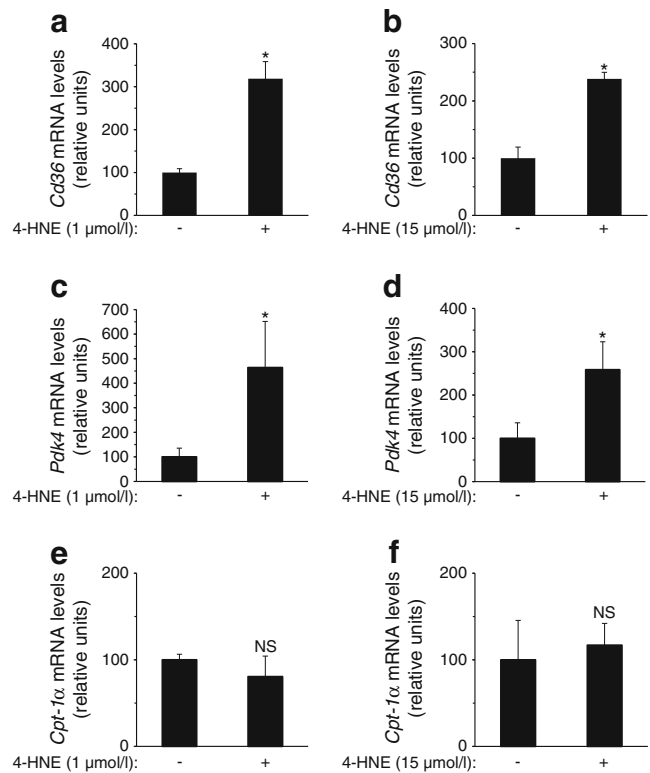 a
Cd36 mRNA levels
(relative units)
400
300
200
100
0
*
4-HNE (1 µmol/l): - +
b
Cd36 mRNA levels
(relative units)
300
200
100
0
*
4-HNE (15 µmol/l): - +
c
Pdk4 mRNA levels
(relative units)
700
600
500
400
300
200
100
0
*
4-HNE (1 µmol/l): - +
d
Pdk4 mRNA levels
(relative units)
400
300
200
100
0
*
4-HNE (15 µmol/l): - +
e
Cpt-1α mRNA levels
(relative units)
200
100
0
NS
4-HNE (1 µmol/l): - +
f
Cpt-1α mRNA levels
(relative units)
200
100
0
NS
4-HNE (15 µmol/l): - +